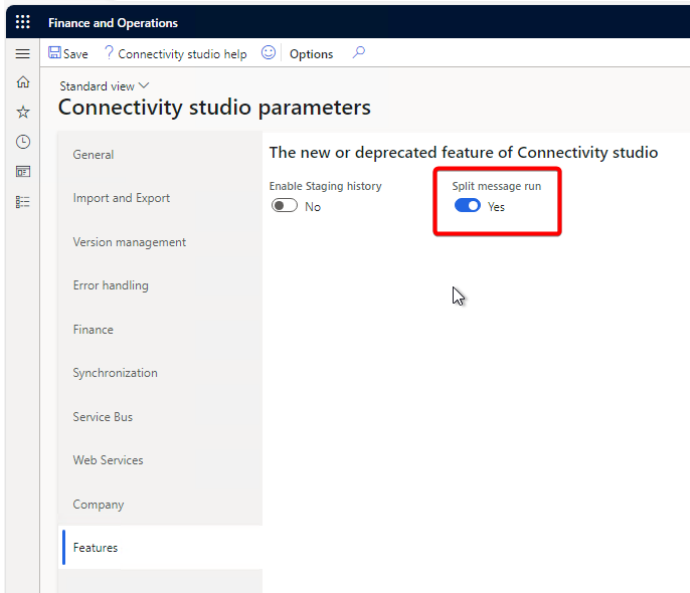 Finance and Operations
Save ? Connectivity studio help Options
Standard view
Connectivity studio parameters
General
Import and Export
Version management
Error handling
Finance
Synchronization
Service Bus
Web Services
Company
Features
The new or deprecated feature of Connectivity studio
Enable Staging history Split message run
No Yes